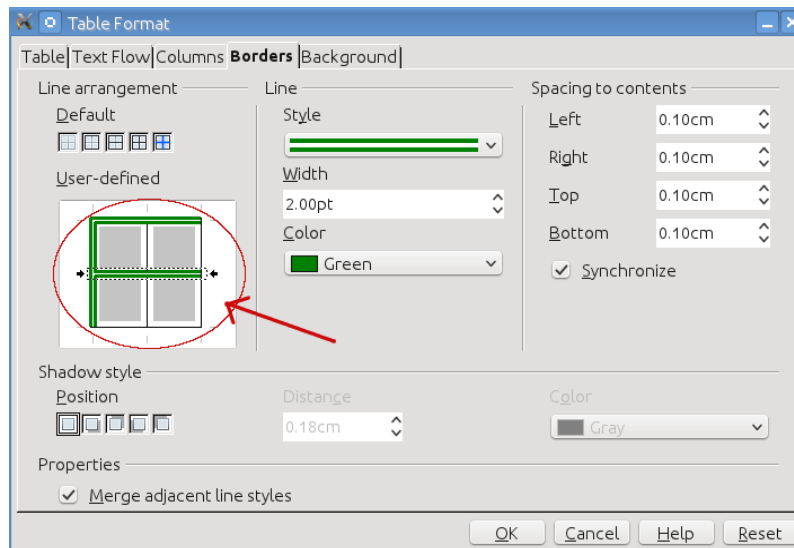 Table Format
Table Text Flow Columns Borders Background
Line arrangement
Default
User-defined
Line
Style
Width
2.00pt
Color
Green
Spacing to contents
Left 0.10cm
Right 0.10cm
Top 0.10cm
Bottom 0.10cm
Synchronize
Shadow style
Position
Distance
0.18cm
Color
Gray
Properties
Merge adjacent line styles
OK Cancel Help Reset